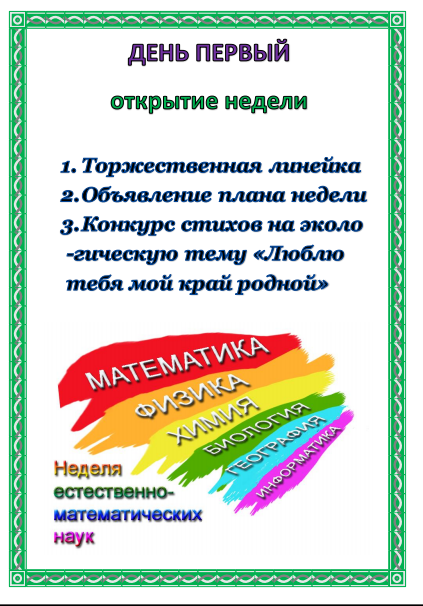 ДЕНЬ ПЕРВЫЙ
открытие недели
1. Торжественная линейка
2.Объявление плана недели
3.Конкурс стихов на эколо
-гическую тему «Люблю
тебя мой край родной»
МАТЕМАТИКА
ФИЗИКА
ХИМИЯ
БИОЛОГИЯ
ГЕОГРАФИЯ
ИНФОРМАТИКА
Неделя
естественно-
математических
наук